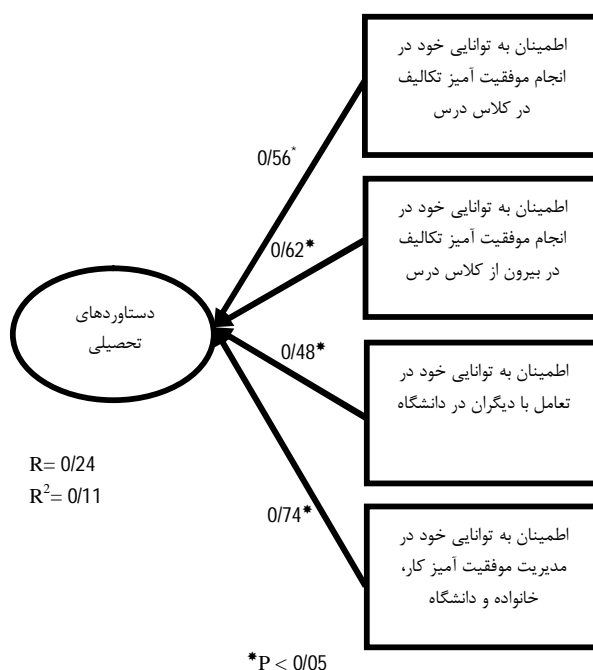 اطمینان به توانایی خود در
انجام موفقیت آمیز تکالیف
در کلاس درس
0/56*
اطمینان به توانایی خود در
انجام موفقیت آمیز تکالیف
در بیرون از کلاس درس
0/62*
دستاوردهای
تحصیلی
اطمینان به توانایی خود در
تعامل با دیگران در دانشگاه
0/48*
R= 0/24
R²= 0/11
اطمینان به توانایی خود در
مدیریت موفقیت آمیز کار،
خانواده و دانشگاه
0/74*
*P < 0/05